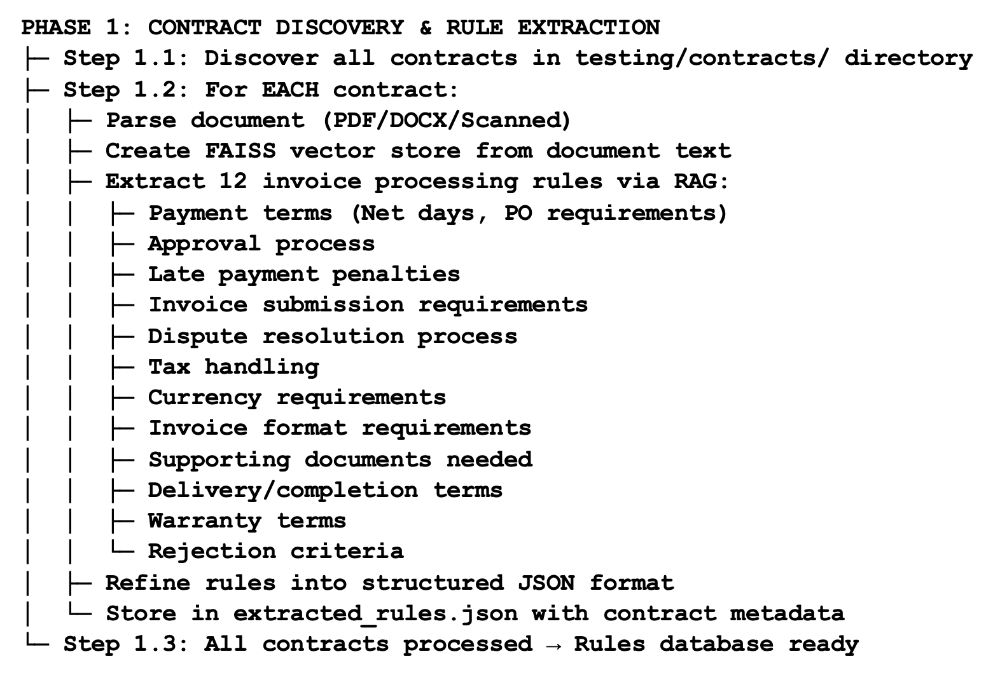 PHASE 1: CONTRACT DISCOVERY & RULE EXTRACTION
├─ Step 1.1: Discover all contracts in testing/contracts/ directory
├─ Step 1.2: For EACH contract:
│  ├─ Parse document (PDF/DOCX/Scanned)
│  ├─ Create FAISS vector store from document text
│  ├─ Extract 12 invoice processing rules via RAG:
│  │  ├─ Payment terms (Net days, PO requirements)
│  │  ├─ Approval process
│  │  ├─ Late payment penalties
│  │  ├─ Invoice submission requirements
│  │  ├─ Dispute resolution process
│  │  ├─ Tax handling
│  │  ├─ Currency requirements
│  │  ├─ Invoice format requirements
│  │  ├─ Supporting documents needed
│  │  ├─ Delivery/completion terms
│  │  ├─ Warranty terms
│  │  └─ Rejection criteria
│  ├─ Refine rules into structured JSON format
│  └─ Store in extracted_rules.json with contract metadata
└─ Step 1.3: All contracts processed → Rules database ready